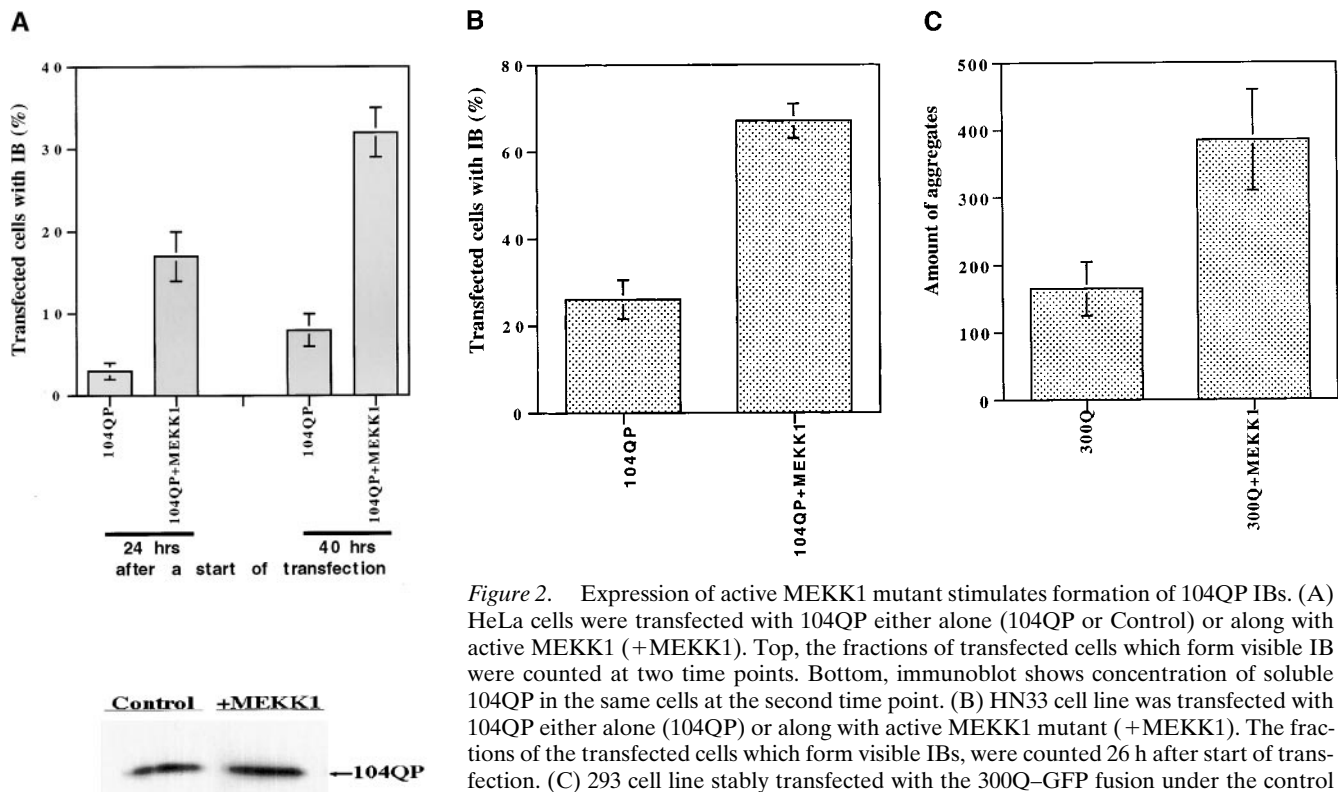 A
Transfected cells with IB (%)
40
30
20
10
0
104QP
104QP+MEKK1
104QP
104QP+MEKK1
24 hrs
40 hrs
after a start of transfection
Control +MEKK1
←104QP
B
Transfected cells with IB (%)
80
60
40
20
0
104QP
104QP+MEKK1
C
Amount of aggregates
500
400
300
200
100
0
300Q
300Q+MEKK1
Figure 2. Expression of active MEKK1 mutant stimulates formation of 104QP IBs. (A)
HeLa cells were transfected with 104QP either alone (104QP or Control) or along with
active MEKK1 (+MEKK1). Top, the fractions of transfected cells which form visible IB
were counted at two time points. Bottom, immunoblot shows concentration of soluble
104QP in the same cells at the second time point. (B) HN33 cell line was transfected with
104QP either alone (104QP) or along with active MEKK1 mutant (+MEKK1). The frac-
tions of the transfected cells which form visible IBs, were counted 26 h after start of trans-
fection. (C) 293 cell line stably transfected with the 300Q–GFP fusion under the control